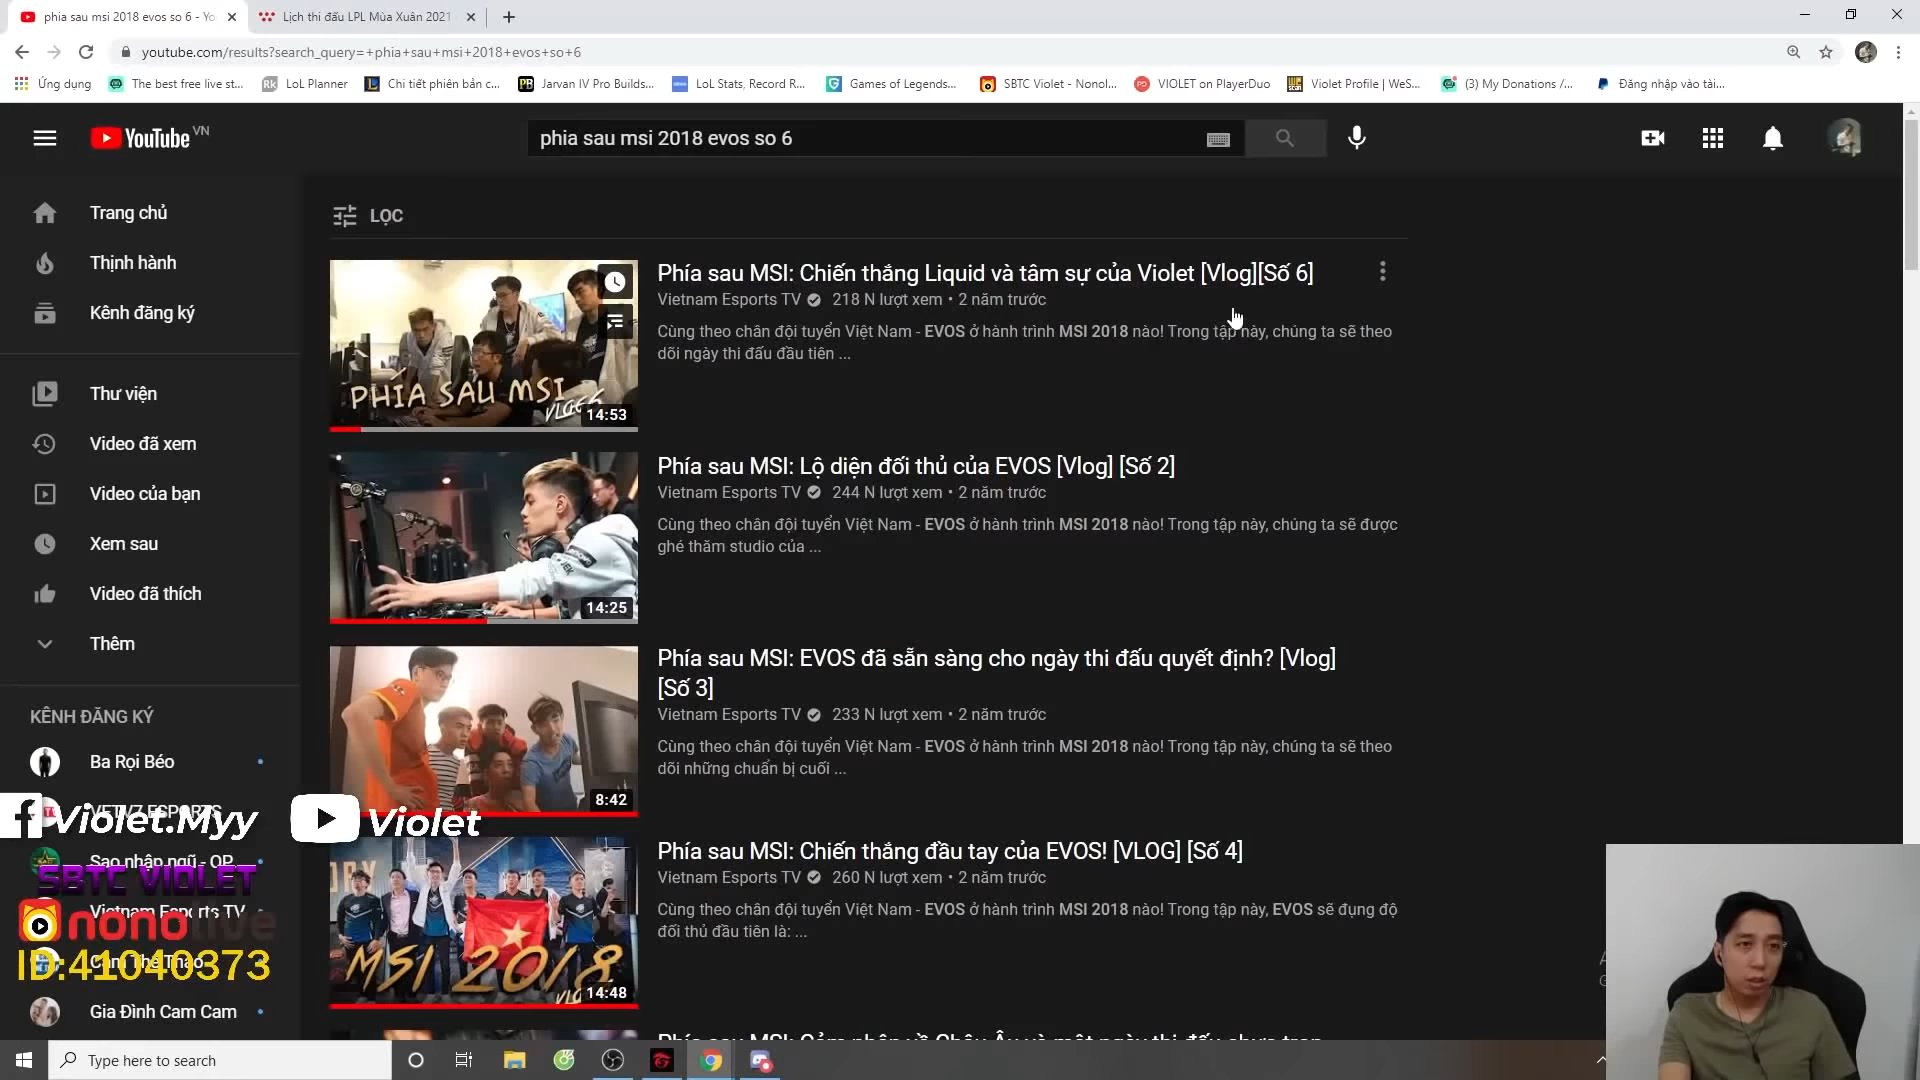 phia sau msi 2018 evos so 6 - Yo
Lịch thi đấu LPL Mùa Xuân 2021
youtube.com/results?search_query=+phia+sau+msi+2018+evos+so+6
Ứng dụng
The best free live st...
Rk
LoL Planner
Chi tiết phiên bản c...
PB
Jarvan IV Pro Builds...
LoL Stats, Record R...
Games of Legends...
SBTC Violet - Nonol...
VIOLET on PlayerDuo
Violet Profile | WeS...
(3) My Donations /...
Đăng nhập vào tài...
YouTube VN
phia sau msi 2018 evos so 6
Trang chủ
Thịnh hành
Kênh đăng ký
Thư viện
Video đã xem
Video của bạn
Xem sau
Video đã thích
Thêm
KÊNH ĐĂNG KÝ
Ba Rọi Béo
VETV7 ESPORTS
Violet.Myy
Violet
Sao nhập ngũ - QP...
SBTC VIOLET
Vietnam Esports TV
nonolive
ID:41040373
Gia Đình Cam Cam
LỌC
PHÍA SAU MSI
VLOG 6
14:53
Phía sau MSI: Chiến thắng Liquid và tâm sự của Violet [Vlog][Số 6]
Vietnam Esports TV 218 N lượt xem • 2 năm trước
Cùng theo chân đội tuyển Việt Nam - EVOS ở hành trình MSI 2018 nào! Trong tập này, chúng ta sẽ theo
dõi ngày thi đấu đầu tiên ...
14:25
Phía sau MSI: Lộ diện đối thủ của EVOS [Vlog] [Số 2]
Vietnam Esports TV 244 N lượt xem • 2 năm trước
Cùng theo chân đội tuyển Việt Nam - EVOS ở hành trình MSI 2018 nào! Trong tập này, chúng ta sẽ được
ghé thăm studio của ...
8:42
Phía sau MSI: EVOS đã sẵn sàng cho ngày thi đấu quyết định? [Vlog]
[Số 3]
Vietnam Esports TV 233 N lượt xem • 2 năm trước
Cùng theo chân đội tuyển Việt Nam - EVOS ở hành trình MSI 2018 nào! Trong tập này, chúng ta sẽ theo
dõi những chuẩn bị cuối ...
MSI 2018
14:48
Phía sau MSI: Chiến thắng đầu tay của EVOS! [VLOG] [Số 4]
Vietnam Esports TV 260 N lượt xem • 2 năm trước
Cùng theo chân đội tuyển Việt Nam - EVOS ở hành trình MSI 2018 nào! Trong tập này, EVOS sẽ đụng độ
đối thủ đầu tiên là: ...
Type here to search